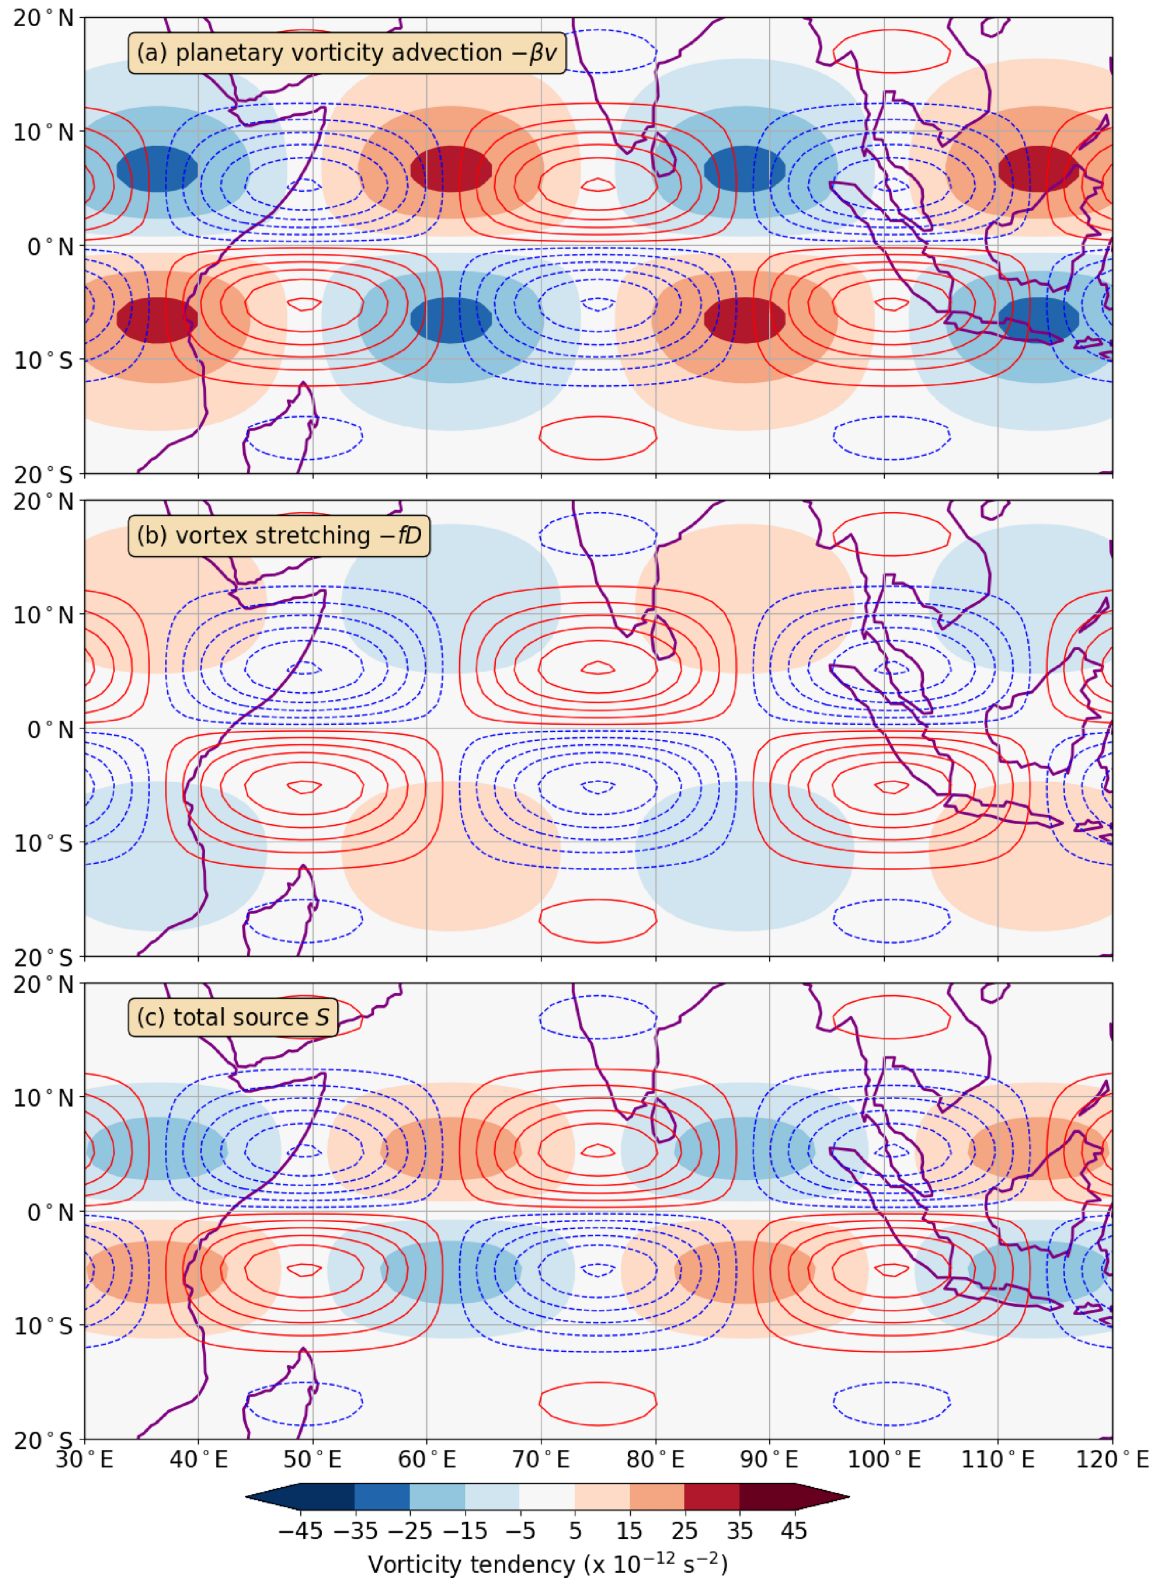 20°N
(a) planetary vorticity advection −βv
10°N
0°N
10°S
20°S
20°N
(b) vortex stretching −fD
10°N
0°N
10°S
20°S
20°N
(c) total source S
10°N
0°N
10°S
20°S
30°E 40°E 50°E 60°E 70°E 80°E 90°E 100°E 110°E 120°E
−45 −35 −25 −15 −5 5 15 25 35 45
Vorticity tendency (x 10⁻¹² s⁻²)